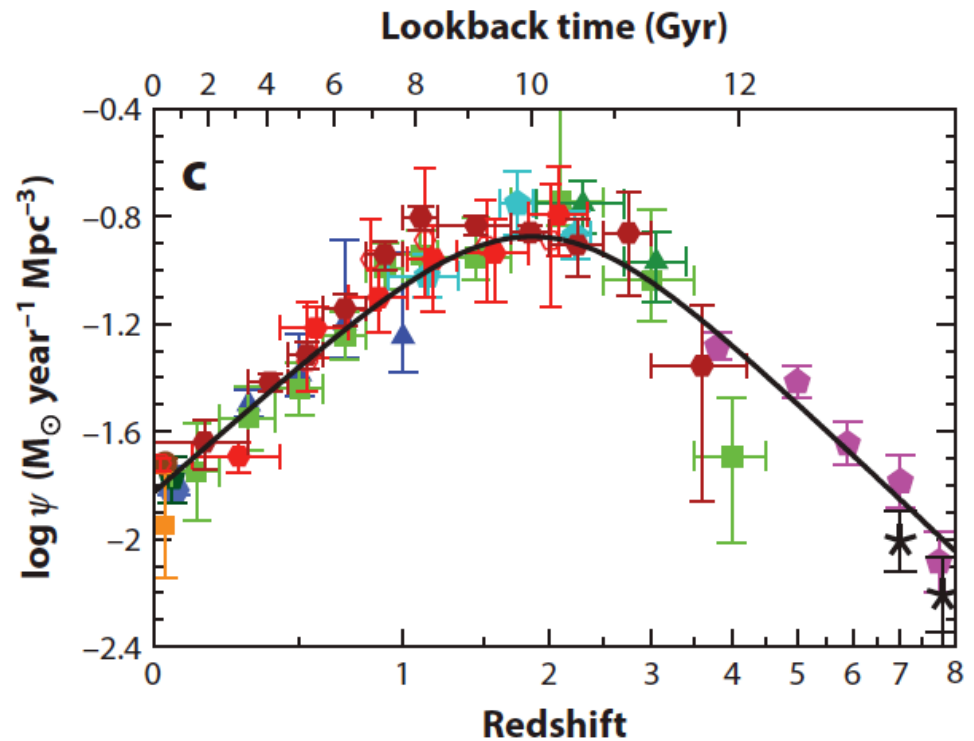 Lookback time (Gyr)
0 2 4 6 8 10 12
c
−0.4
−0.8
−1.2
−1.6
−2
−2.4
log ψ (M☉ year⁻¹ Mpc⁻³)
0 1 2 3 4 5 6 7 8
Redshift